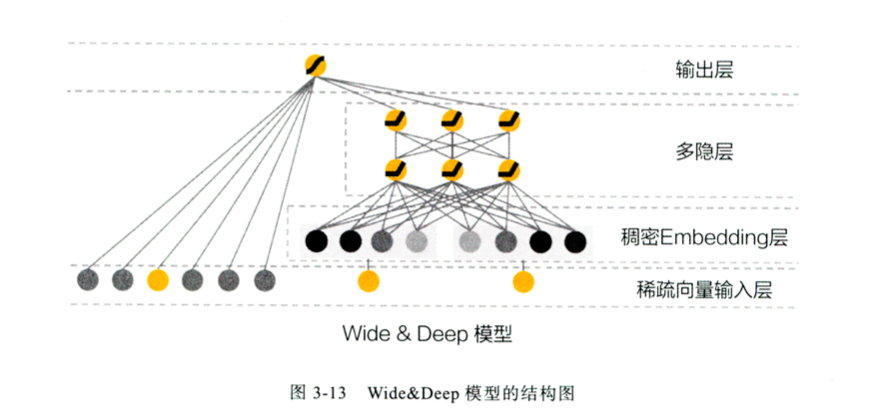 输出层
多隐层
稠密Embedding层
稀疏向量输入层
Wide & Deep 模型
图 3-13 Wide&Deep 模型的结构图